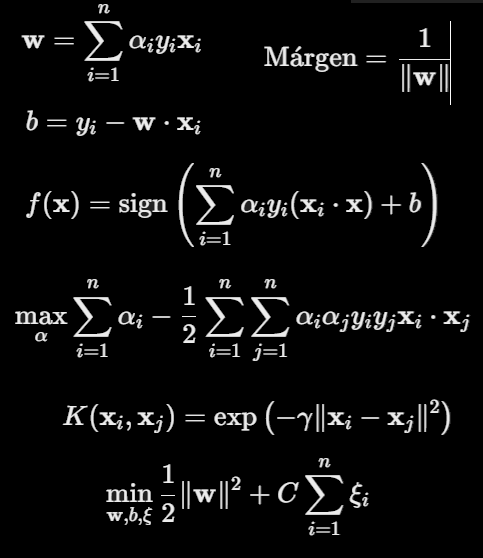 w = ∑_{i=1}^{n} α_i y_i x_i
Márgen = 1/‖w‖
b = y_i − w · x_i
f(x) = sign(∑_{i=1}^{n} α_i y_i (x_i · x) + b)
max_α ∑_{i=1}^{n} α_i − 1/2 ∑_{i=1}^{n} ∑_{j=1}^{n} α_i α_j y_i y_j x_i · x_j
K(x_i, x_j) = exp(−γ‖x_i − x_j‖²)
min_{w,b,ξ} 1/2 ‖w‖² + C ∑_{i=1}^{n} ξ_i